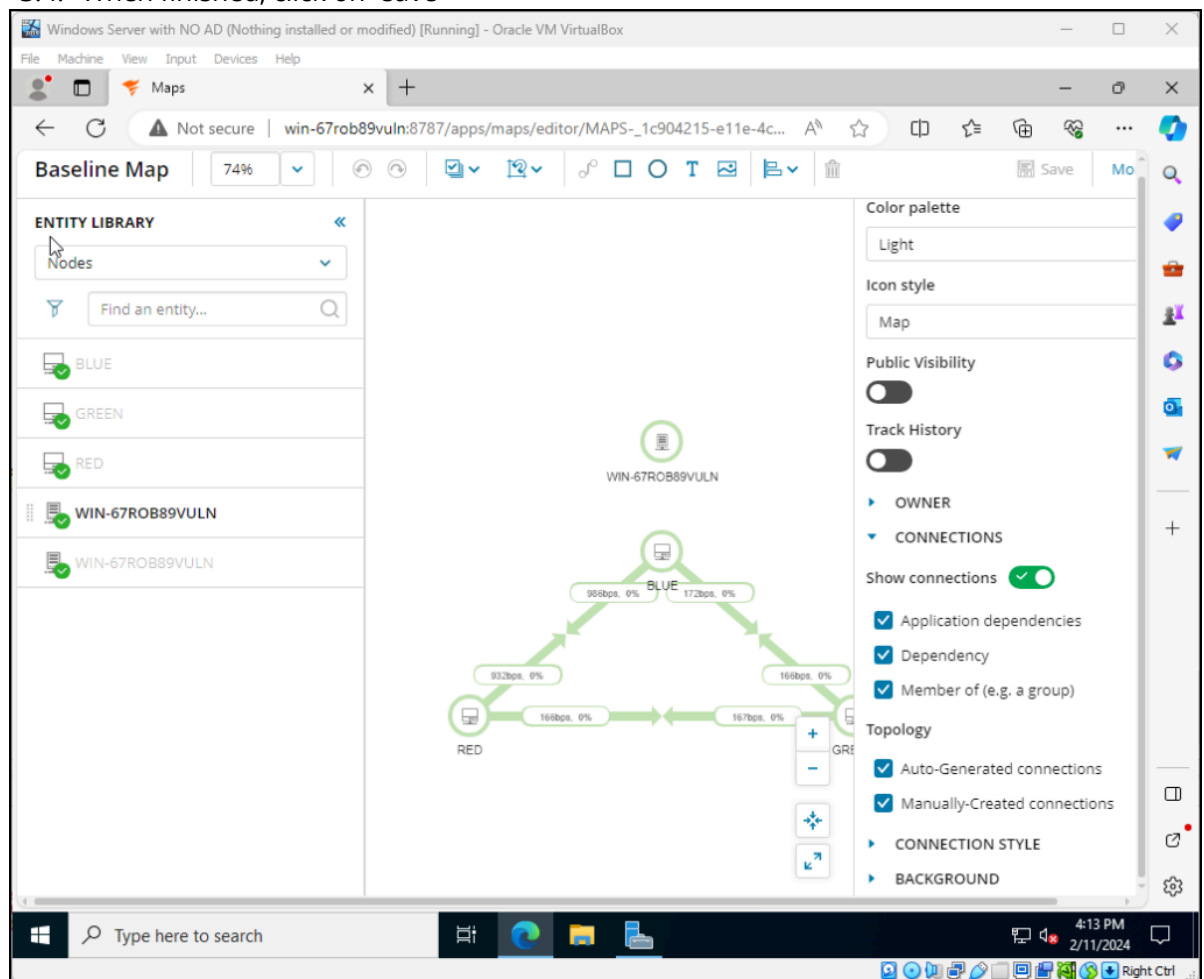 Windows Server with NO AD (Nothing installed or modified) [Running] - Oracle VM VirtualBox
File Machine View Input Devices Help
Maps
Not secure | win-67rob89vuln:8787/apps/maps/editor/MAPS-_1c904215-e11e-4c...
Baseline Map 74% T Save Mo
ENTITY LIBRARY
Nodes
Find an entity...
BLUE
GREEN
RED
WIN-67ROB89VULN
WIN-67ROB89VULN
WIN-67ROB89VULN
BLUE
986bps, 0% 172bps, 0%
932bps, 0% 166bps, 0%
166bps, 0% 167bps, 0%
RED GRE
Color palette
Light
Icon style
Map
Public Visibility
Track History
OWNER
CONNECTIONS
Show connections
Application dependencies
Dependency
Member of (e.g. a group)
Topology
Auto-Generated connections
Manually-Created connections
CONNECTION STYLE
BACKGROUND
Type here to search
4:13 PM
2/11/2024
Right Ctrl